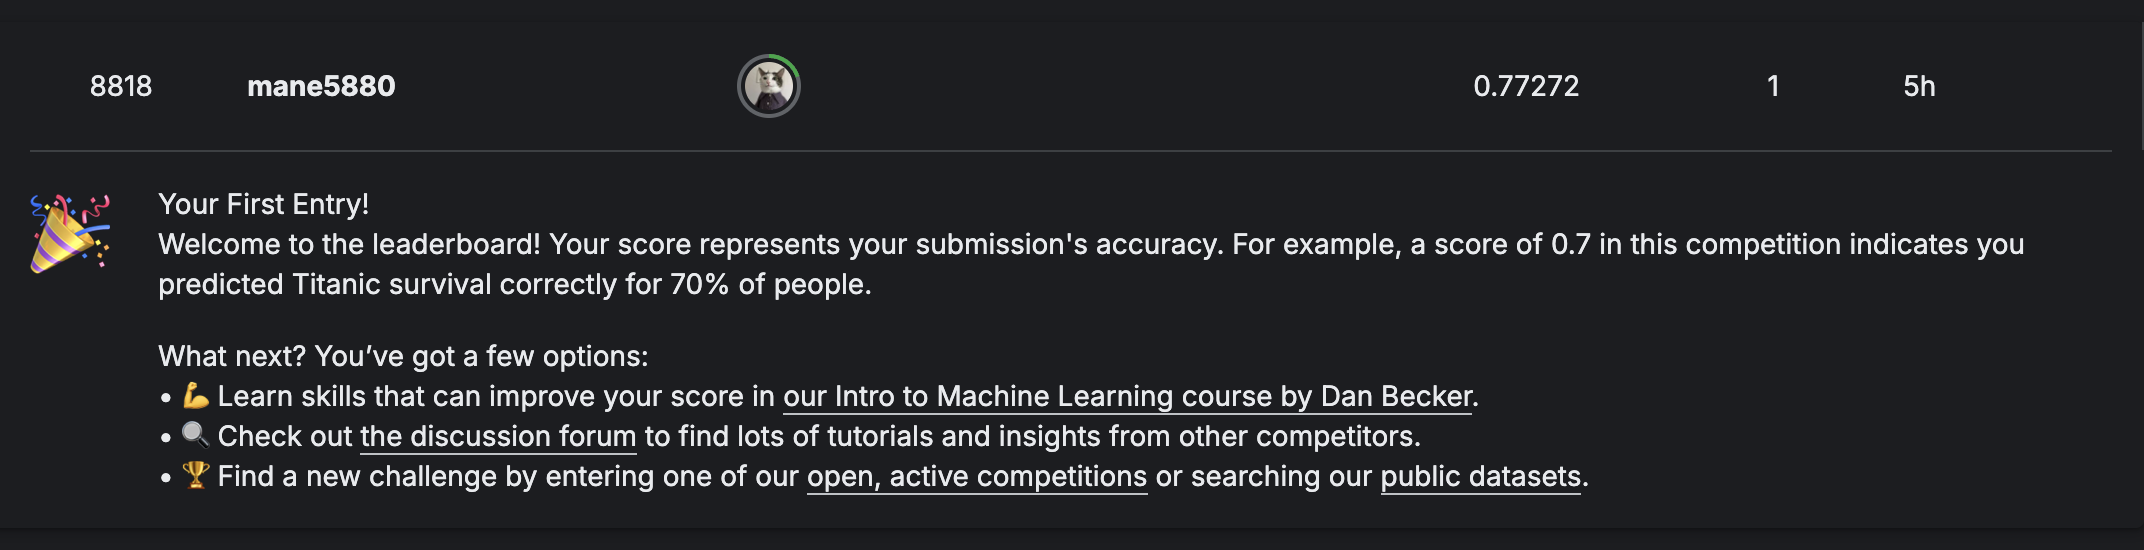 8818 mane5880 0.77272 1 5h
Your First Entry!
Welcome to the leaderboard! Your score represents your submission's accuracy. For example, a score of 0.7 in this competition indicates you
predicted Titanic survival correctly for 70% of people.
What next? You’ve got a few options:
• 💪 Learn skills that can improve your score in our Intro to Machine Learning course by Dan Becker.
• 🔍 Check out the discussion forum to find lots of tutorials and insights from other competitors.
• 🏆 Find a new challenge by entering one of our open, active competitions or searching our public datasets.